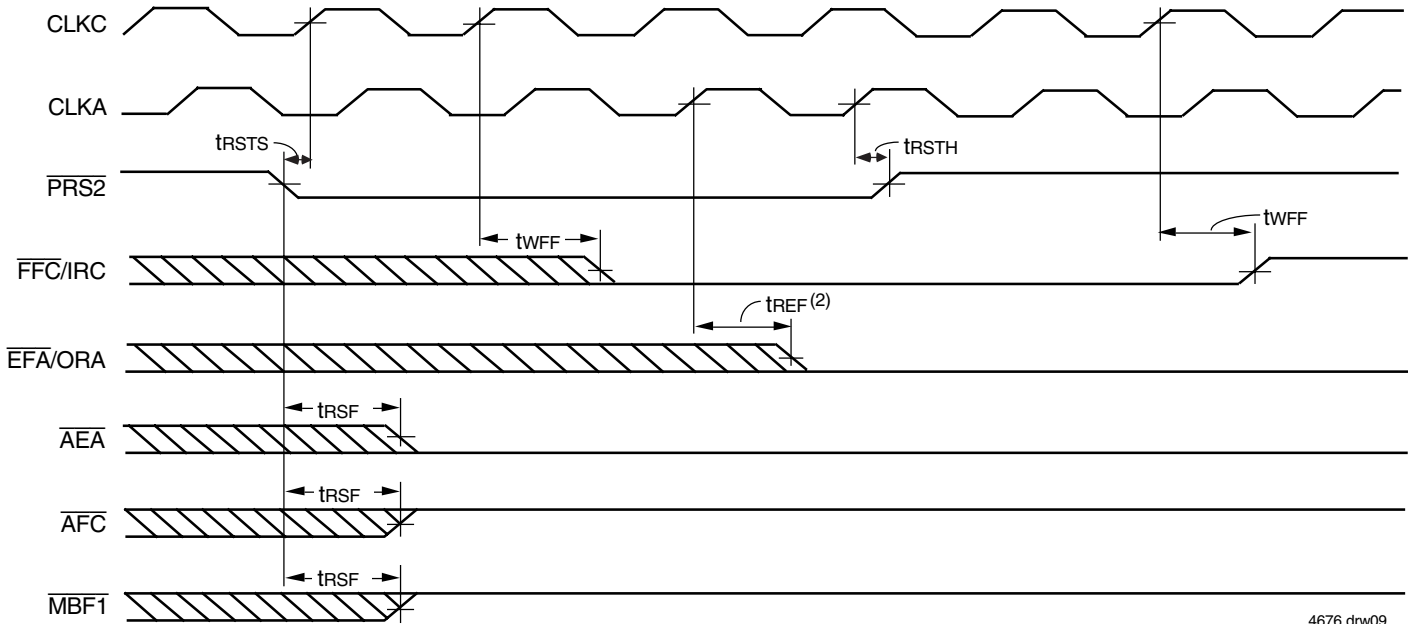 CLKC
CLKA
tRSTS
tRSTH
PRS2
tWFF
tWFF
FFC/IRC
tREF(2)
EFA/ORA
tRSF
AEA
tRSF
AFC
tRSF
MBF1
4676 drw09